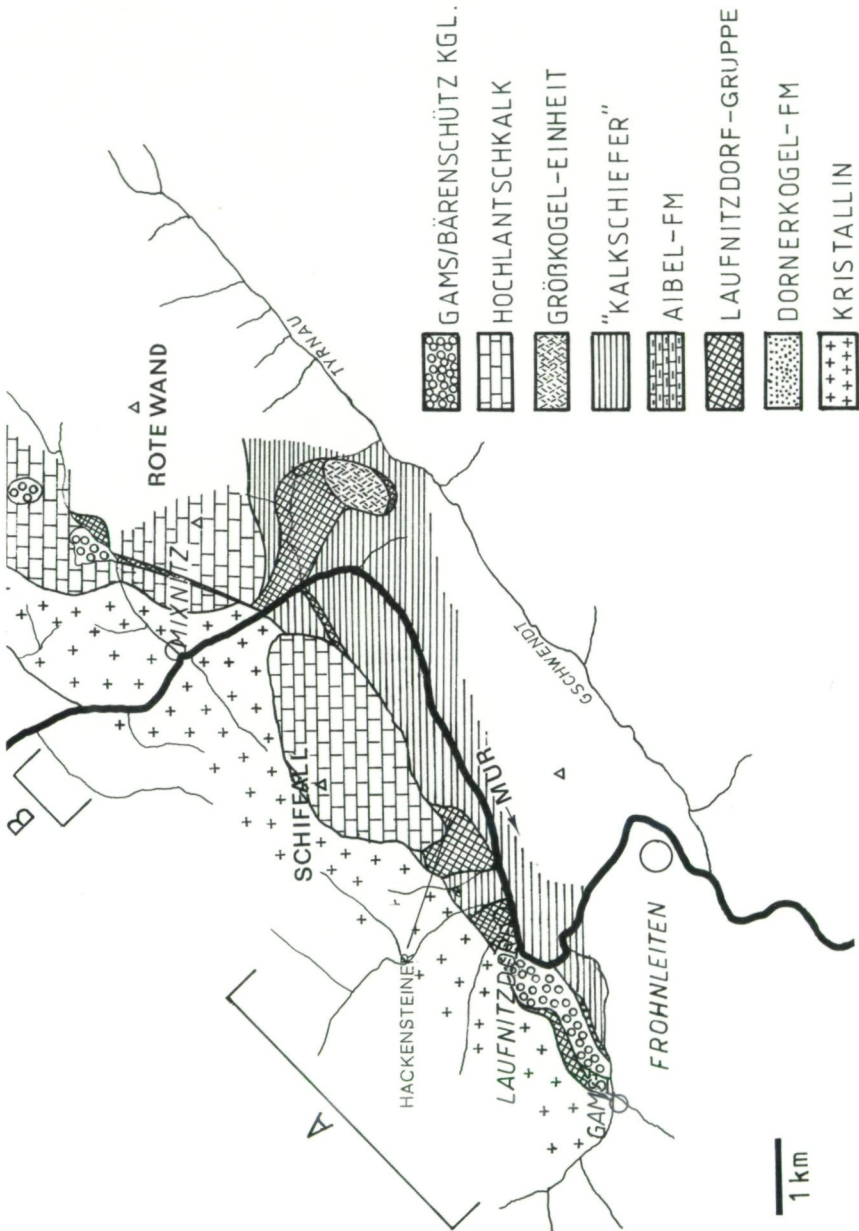 GAMS/BÄRENSCHÜTZ KGL.
HOCHLANTSCHKALK
GRÖßKOGEL-EINHEIT
"KALKSCHIEFER"
AIBEL-FM
LAUFNITZDORF-GRUPPE
DORNERKOGEL-FM
KRISTALLIN
TYRNAU
ROTE WAND
MIXNITZ
B
SCHIFFALL
GSCHWENDT
MUR
HACKENSTEINER
A
LAUFNITZDORF
GAMS
FROHNLEITEN
1 km